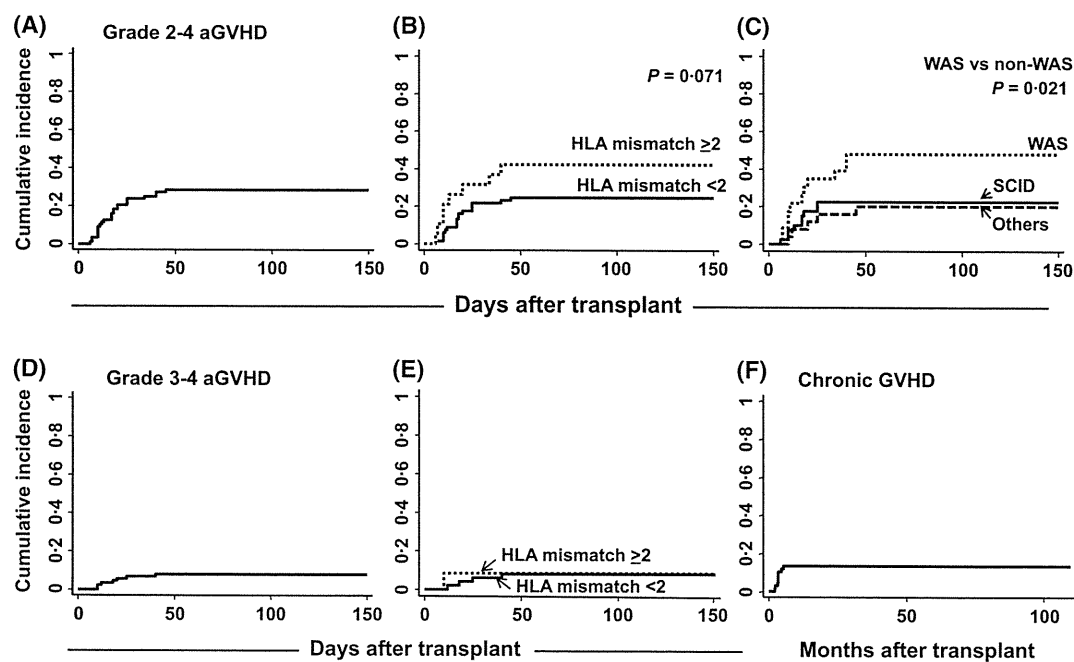 (A) Grade 2-4 aGVHD
Cumulative incidence
1
0·8
0·6
0·4
0·2
0
0 50 100 150
(B)
1
0·8
0·6
0·4
0·2
0
P = 0·071
HLA mismatch ≥2
HLA mismatch <2
0 50 100 150
(C)
1
0·8
0·6
0·4
0·2
0
WAS vs non-WAS
P = 0·021
WAS
SCID
Others
0 50 100 150
Days after transplant
(D) Grade 3-4 aGVHD
Cumulative incidence
1
0·8
0·6
0·4
0·2
0
0 50 100 150
(E)
1
0·8
0·6
0·4
0·2
0
HLA mismatch ≥2
HLA mismatch <2
0 50 100 150
Days after transplant
(F) Chronic GVHD
1
0·8
0·6
0·4
0·2
0
0 50 100
Months after transplant